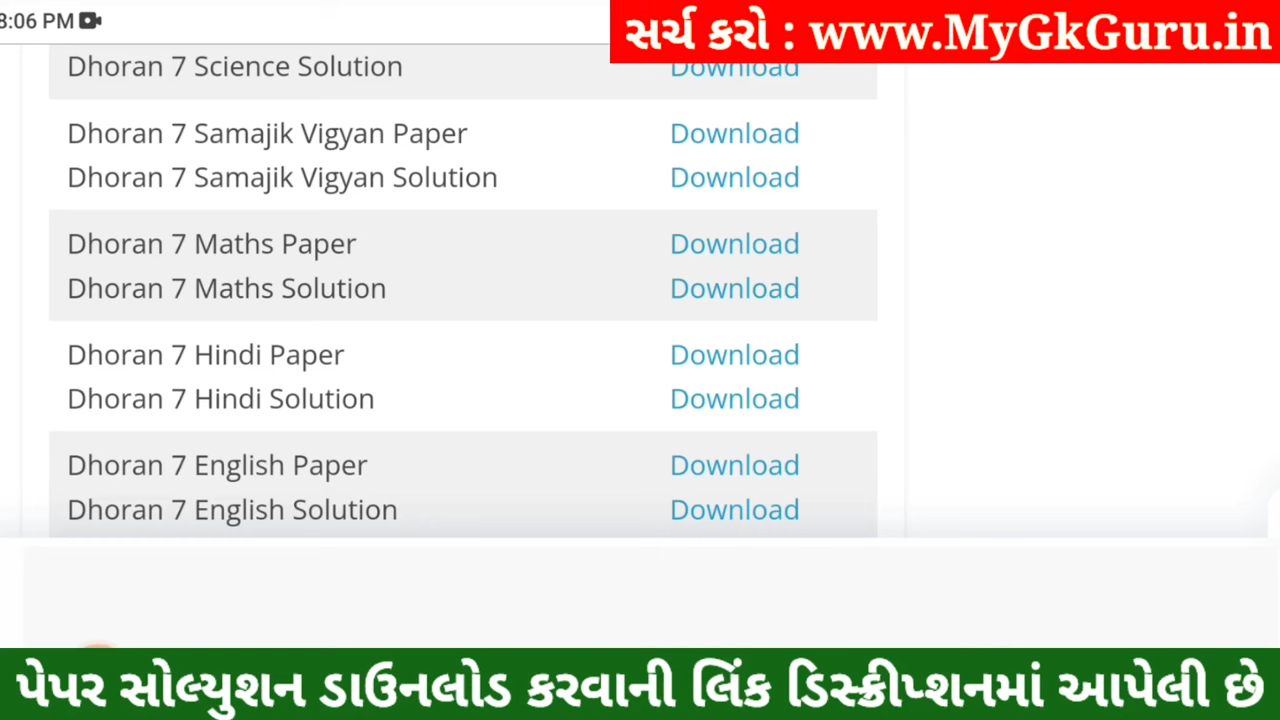 8:06 PM
સર્ચ કરો : www.MyGkGuru.in
Dhoran 7 Science Solution Download
Dhoran 7 Samajik Vigyan Paper Download
Dhoran 7 Samajik Vigyan Solution Download
Dhoran 7 Maths Paper Download
Dhoran 7 Maths Solution Download
Dhoran 7 Hindi Paper Download
Dhoran 7 Hindi Solution Download
Dhoran 7 English Paper Download
Dhoran 7 English Solution Download
પેપર સોલ્યુશન ડાઉનલોડ કરવાની લિંક ડિસ્ક્રીપ્શનમાં આપેલી છે